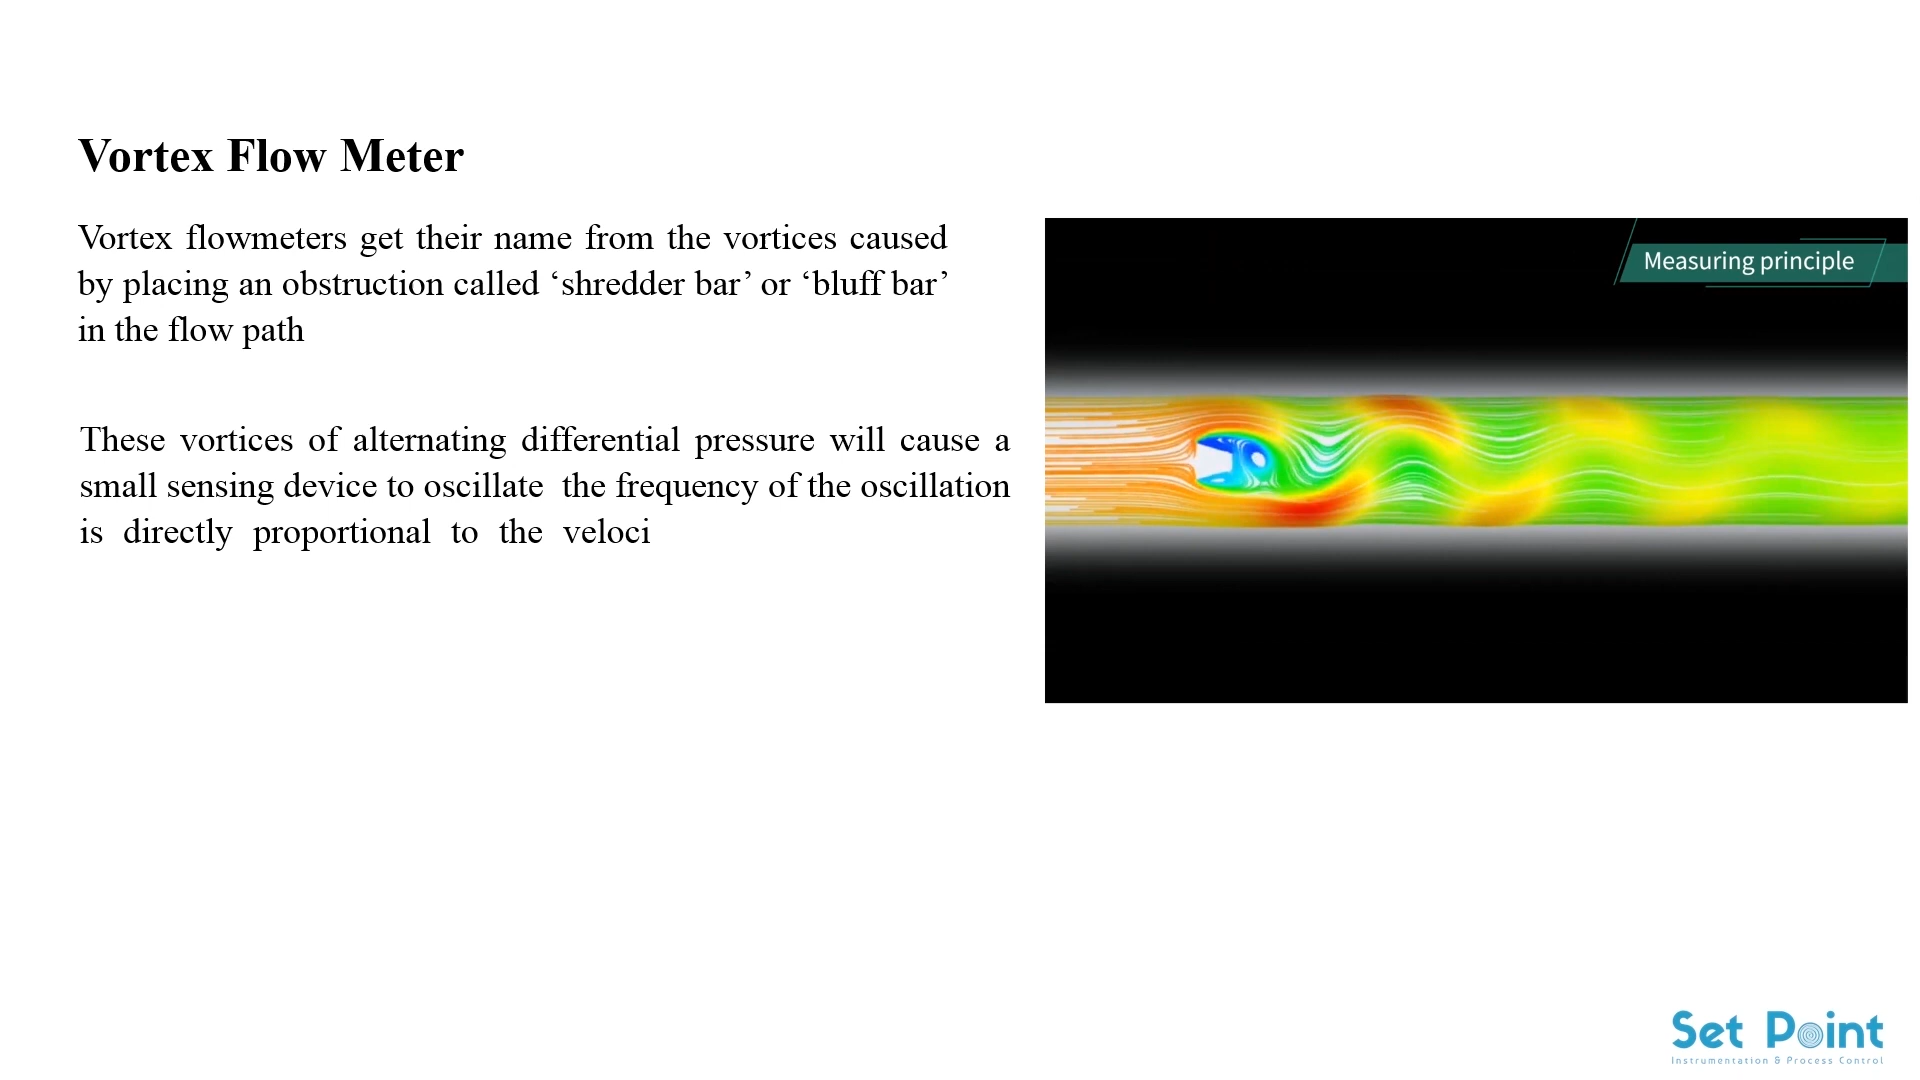 Vortex Flow Meter
Vortex flowmeters get their name from the vortices caused
by placing an obstruction called ‘shredder bar’ or ‘bluff bar’
in the flow path
These vortices of alternating differential pressure will cause a
small sensing device to oscillate  the frequency of the oscillation
is directly proportional to the veloci
Measuring principle
Set Point
Instrumentation & Process Control